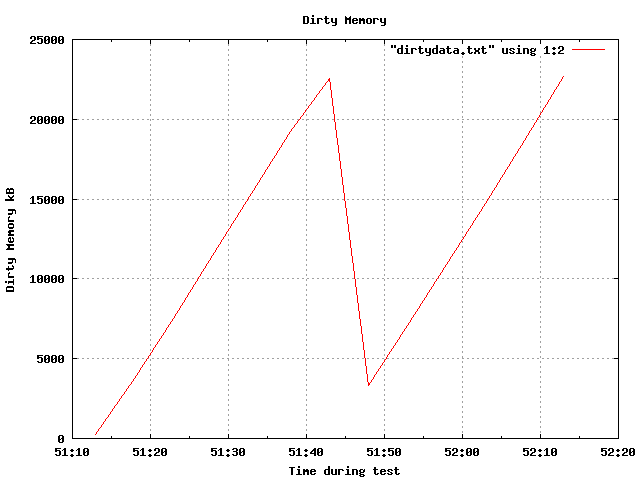 Dirty Memory
"dirtydata.txt" using 1:2
25000
20000
15000
10000
5000
0
Dirty Memory kB
51:10 51:20 51:30 51:40 51:50 52:00 52:10 52:20
Time during test